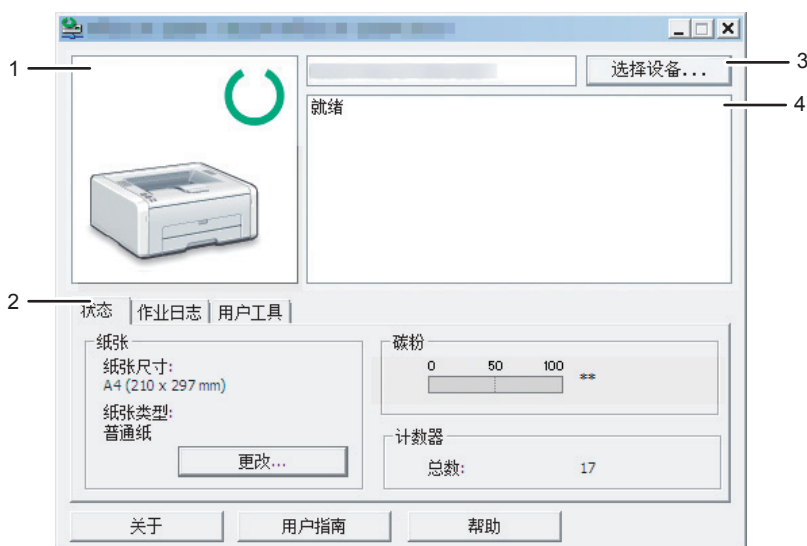 1
2
3
4
选择设备...
就绪
状态
作业日志
用户工具
纸张
纸张尺寸:
A4 (210 x 297 mm)
纸张类型:
普通纸
更改...
碳粉
0 50 100
**
计数器
总数: 17
关于
用户指南
帮助